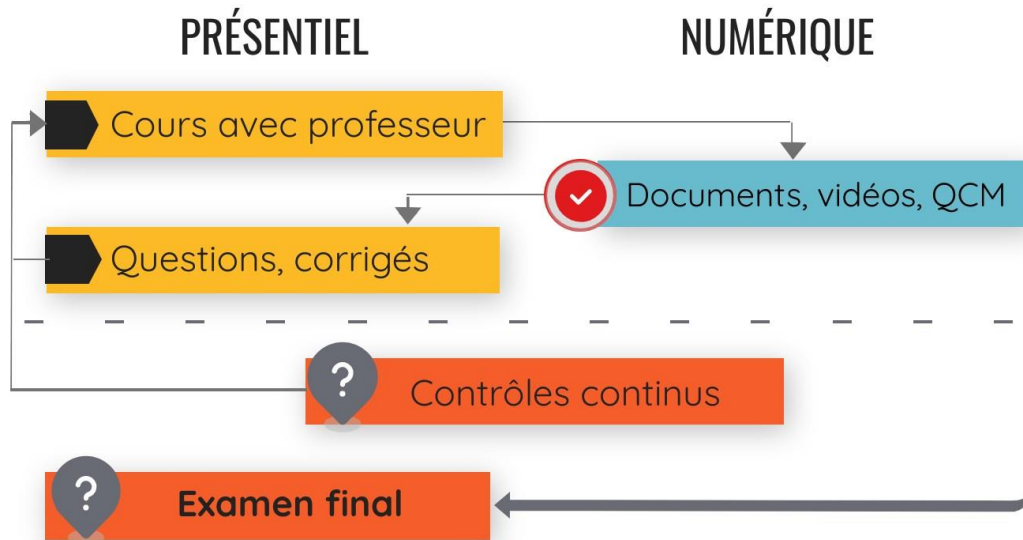 PRÉSENTIEL
NUMÉRIQUE
Cours avec professeur
Documents, vidéos, QCM
Questions, corrigés
?
Contrôles continus
?
Examen final